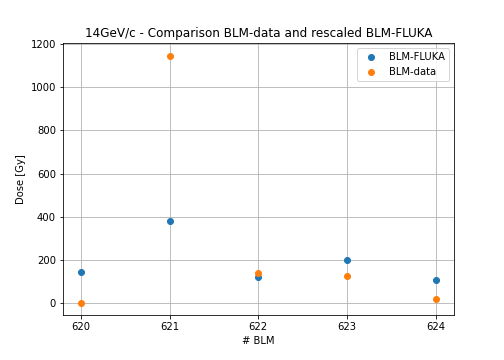 14GeV/c - Comparison BLM-data and rescaled BLM-FLUKA
BLM-FLUKA
BLM-data
1200
1000
800
600
400
200
0
Dose [Gy]
620 621 622 623 624
# BLM